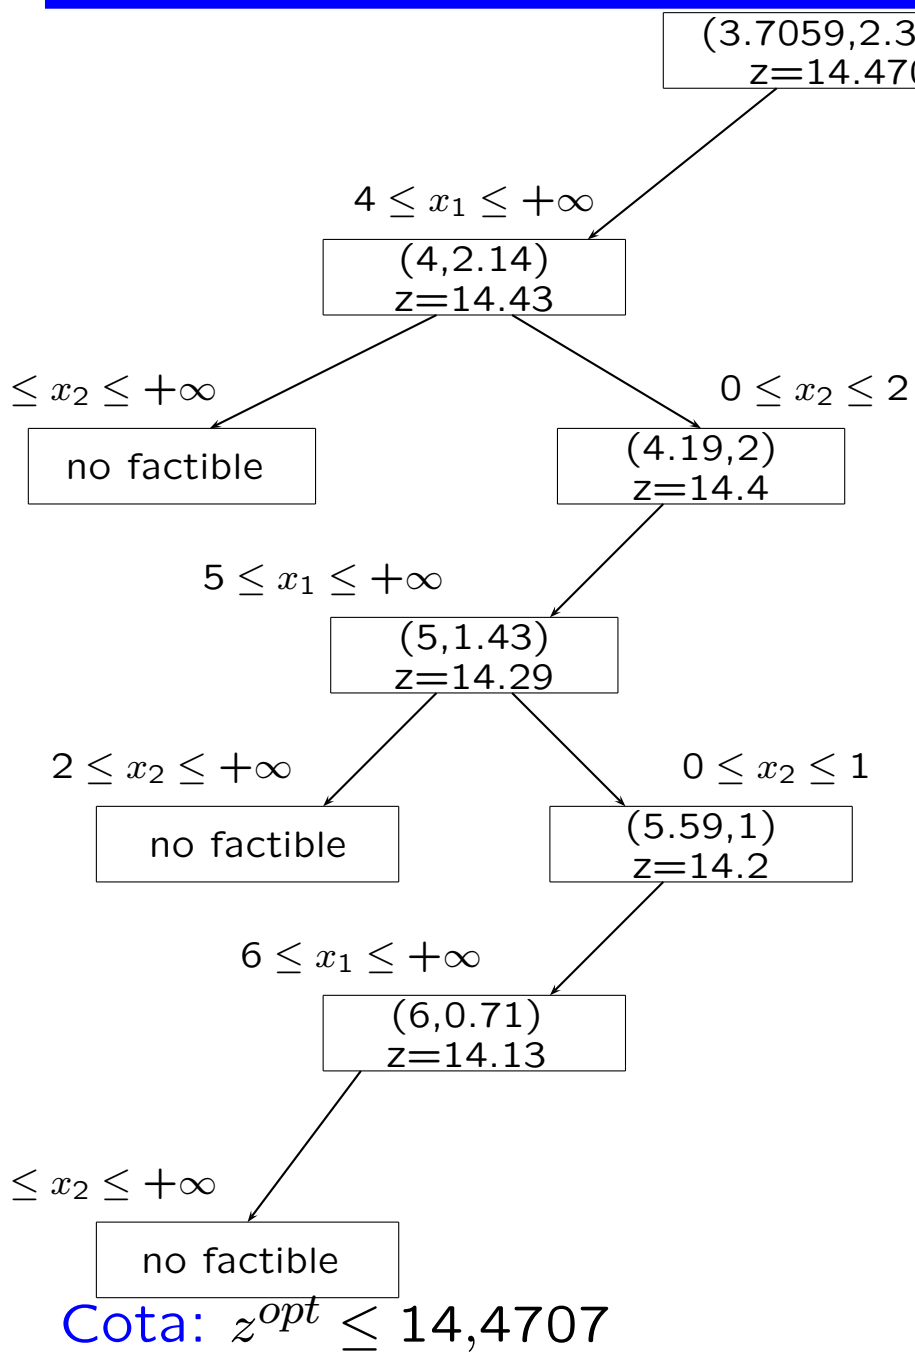 (3.7059,2.3
z=14.470
4 ≤ x₁ ≤ +∞
(4,2.14)
z=14.43
≤ x₂ ≤ +∞
0 ≤ x₂ ≤ 2
no factible
(4.19,2)
z=14.4
5 ≤ x₁ ≤ +∞
(5,1.43)
z=14.29
2 ≤ x₂ ≤ +∞
0 ≤ x₂ ≤ 1
no factible
(5.59,1)
z=14.2
6 ≤ x₁ ≤ +∞
(6,0.71)
z=14.13
≤ x₂ ≤ +∞
no factible
Cota: z^{opt} ≤ 14,4707